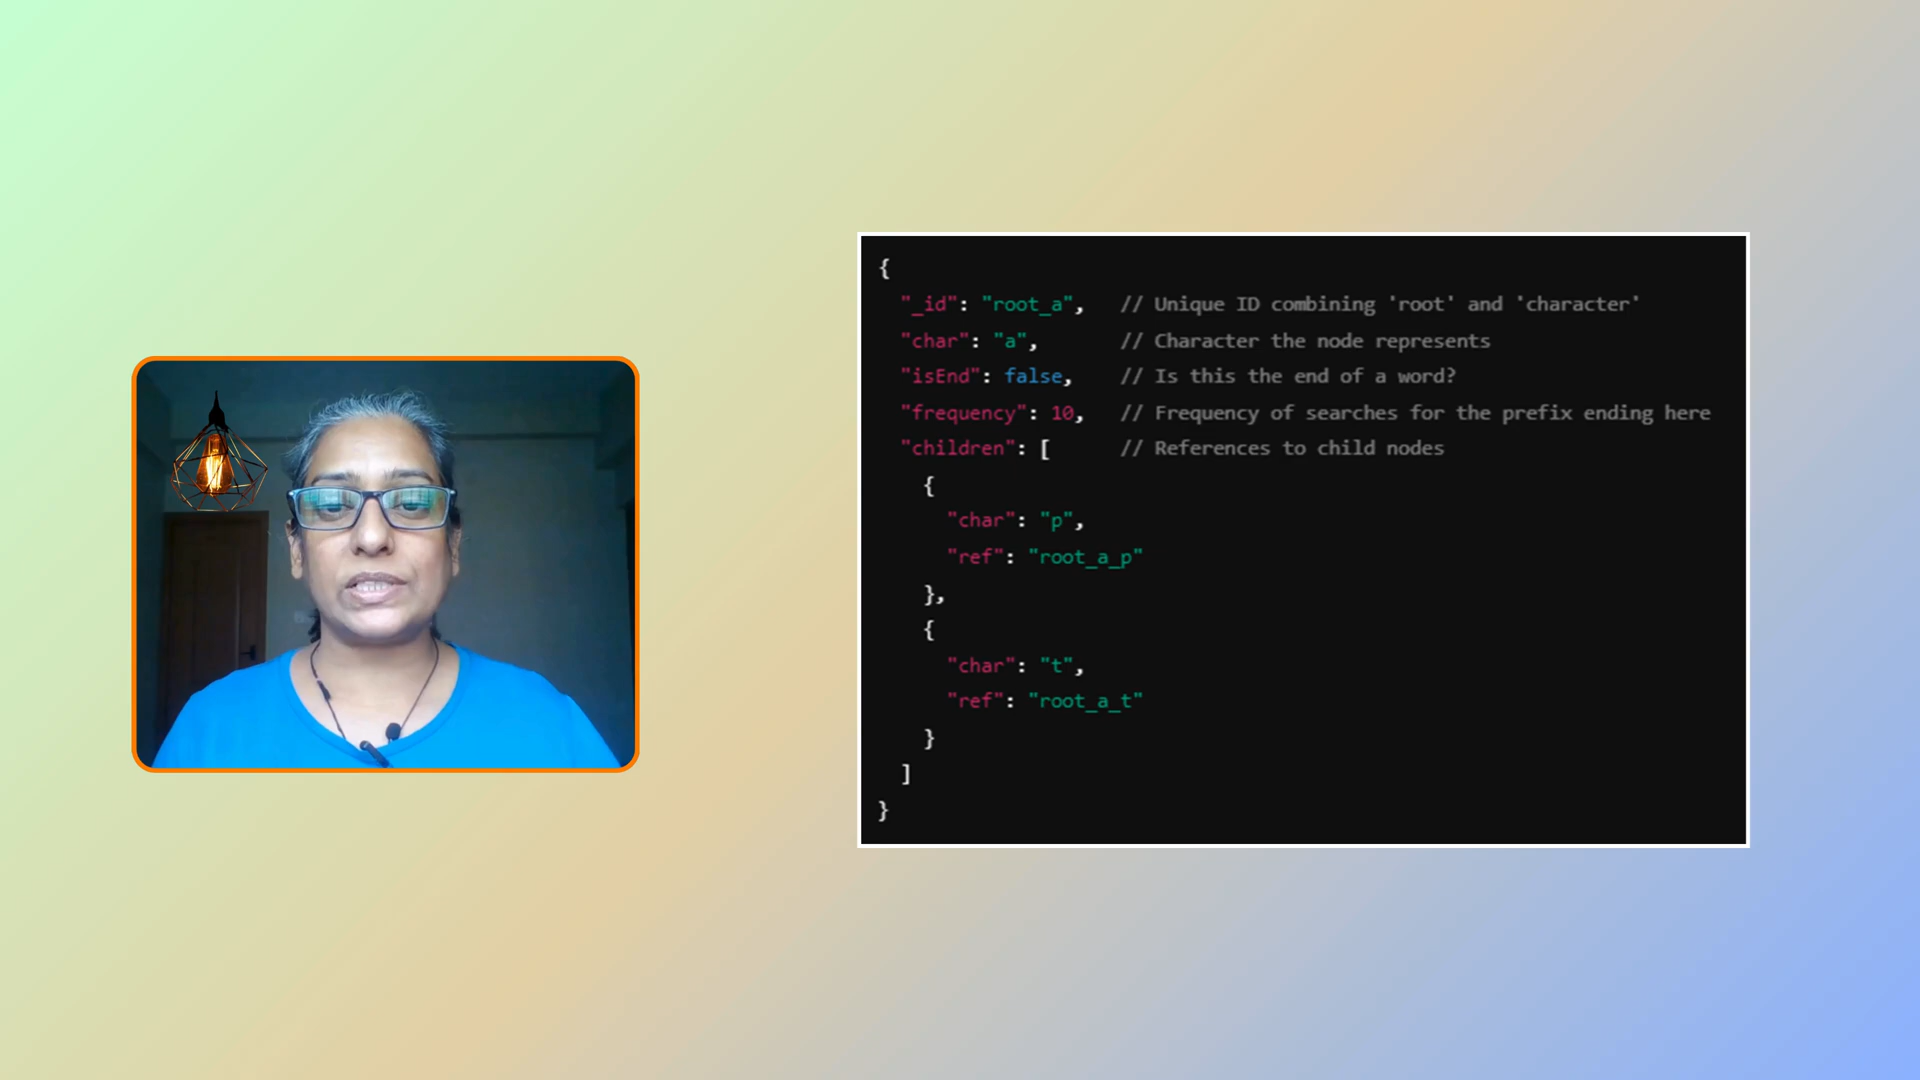 {
"_id": "root_a", // Unique ID combining 'root' and 'character'
"char": "a", // Character the node represents
"isEnd": false, // Is this the end of a word?
"frequency": 10, // Frequency of searches for the prefix ending here
"children": [ // References to child nodes
{
"char": "p",
"ref": "root_a_p"
},
{
"char": "t",
"ref": "root_a_t"
}
]
}